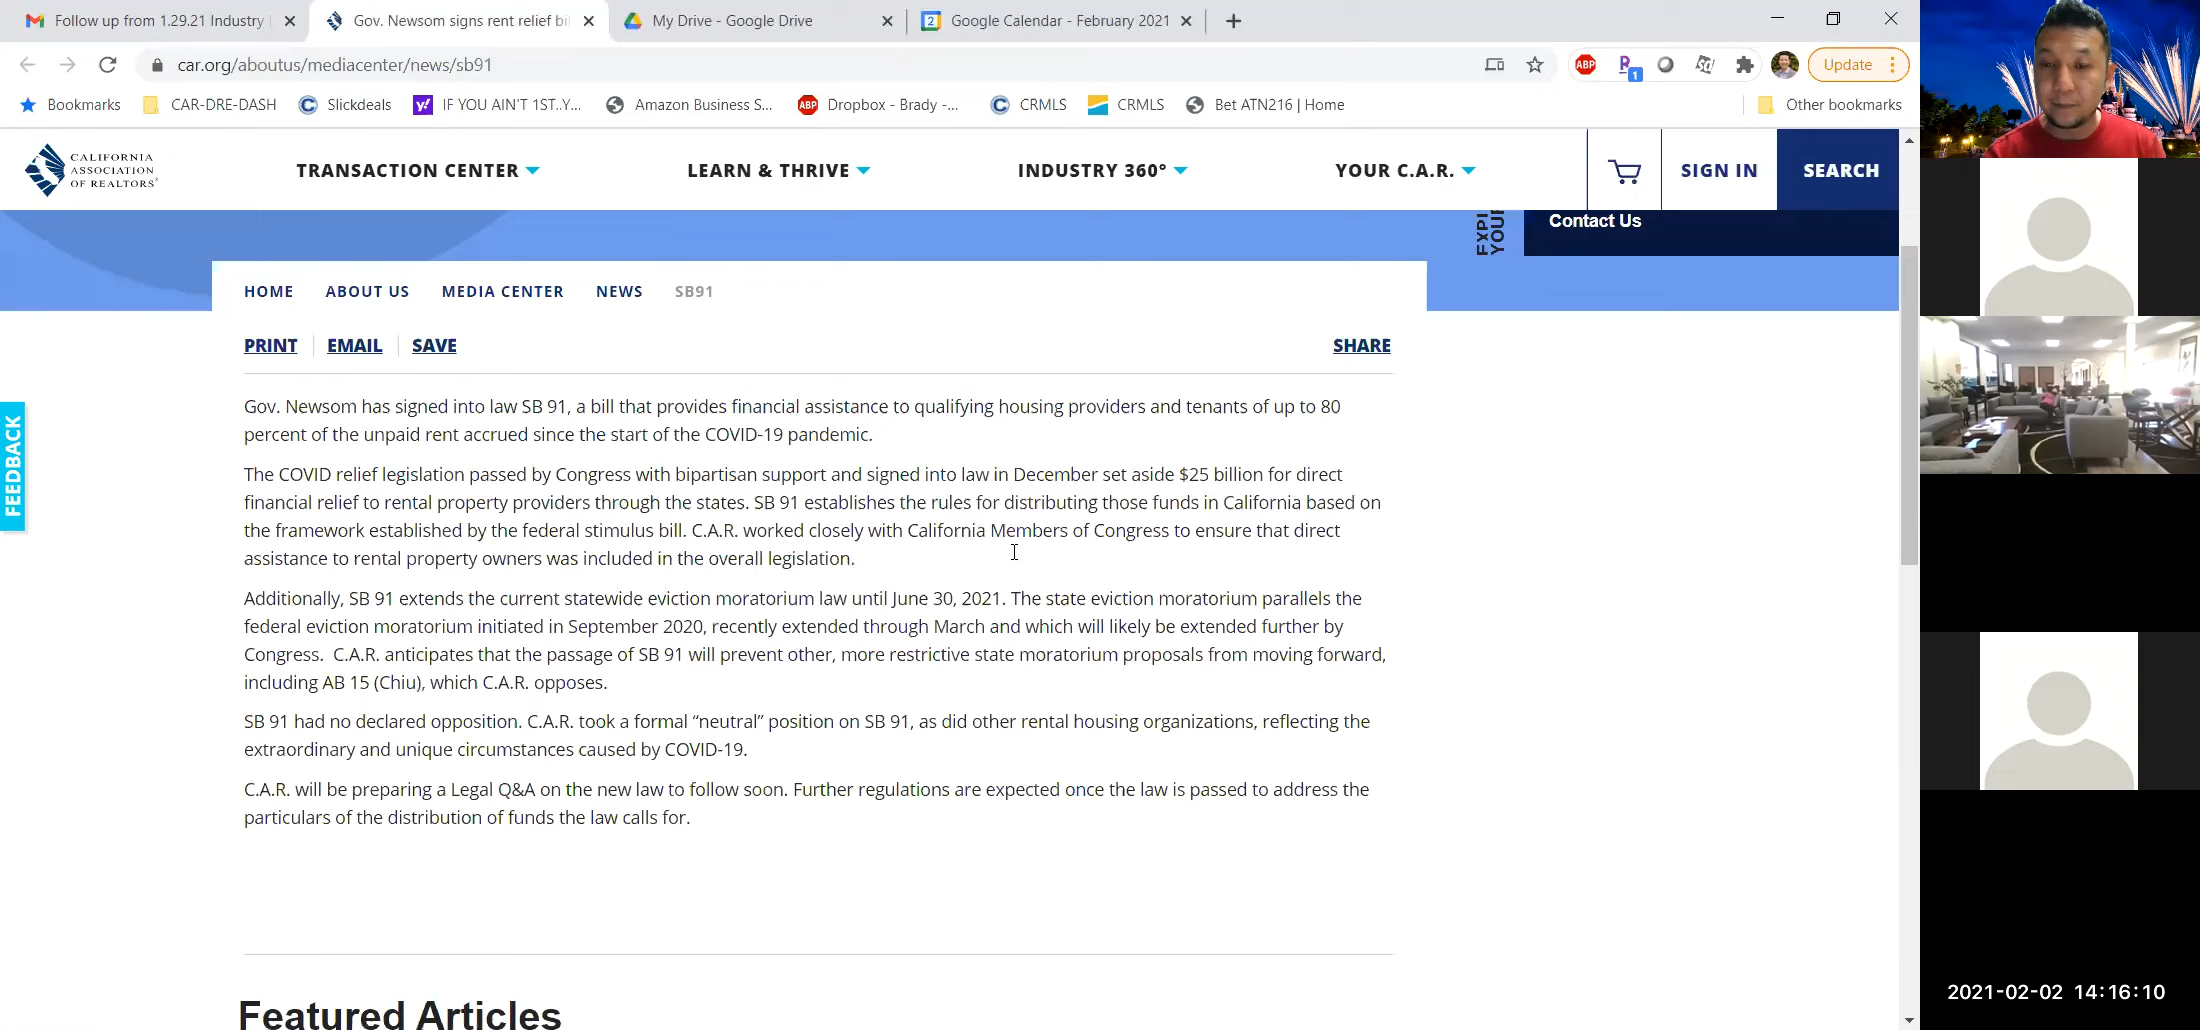 Follow up from 1.29.21 Industry
Gov. Newsom signs rent relief bi
My Drive - Google Drive
2
Google Calendar - February 2021
car.org/aboutus/mediacenter/news/sb91
ABP
1
Update
Bookmarks
CAR-DRE-DASH
Slickdeals
IF YOU AIN'T 1ST..Y...
Amazon Business S...
ABP
Dropbox - Brady -...
CRMLS
CRMLS
Bet ATN216 | Home
Other bookmarks
CALIFORNIA
ASSOCIATION
OF REALTORS®
TRANSACTION CENTER
LEARN & THRIVE
INDUSTRY 360°
YOUR C.A.R.
SIGN IN
SEARCH
Contact Us
HOME
ABOUT US
MEDIA CENTER
NEWS
SB91
PRINT
EMAIL
SAVE
SHARE
FEEDBACK
Gov. Newsom has signed into law SB 91, a bill that provides financial assistance to qualifying housing providers and tenants of up to 80
percent of the unpaid rent accrued since the start of the COVID-19 pandemic.
The COVID relief legislation passed by Congress with bipartisan support and signed into law in December set aside $25 billion for direct
financial relief to rental property providers through the states. SB 91 establishes the rules for distributing those funds in California based on
the framework established by the federal stimulus bill. C.A.R. worked closely with California Members of Congress to ensure that direct
assistance to rental property owners was included in the overall legislation.
Additionally, SB 91 extends the current statewide eviction moratorium law until June 30, 2021. The state eviction moratorium parallels the
federal eviction moratorium initiated in September 2020, recently extended through March and which will likely be extended further by
Congress. C.A.R. anticipates that the passage of SB 91 will prevent other, more restrictive state moratorium proposals from moving forward,
including AB 15 (Chiu), which C.A.R. opposes.
SB 91 had no declared opposition. C.A.R. took a formal “neutral” position on SB 91, as did other rental housing organizations, reflecting the
extraordinary and unique circumstances caused by COVID-19.
C.A.R. will be preparing a Legal Q&A on the new law to follow soon. Further regulations are expected once the law is passed to address the
particulars of the distribution of funds the law calls for.
Featured Articles
2021-02-02 14:16:10